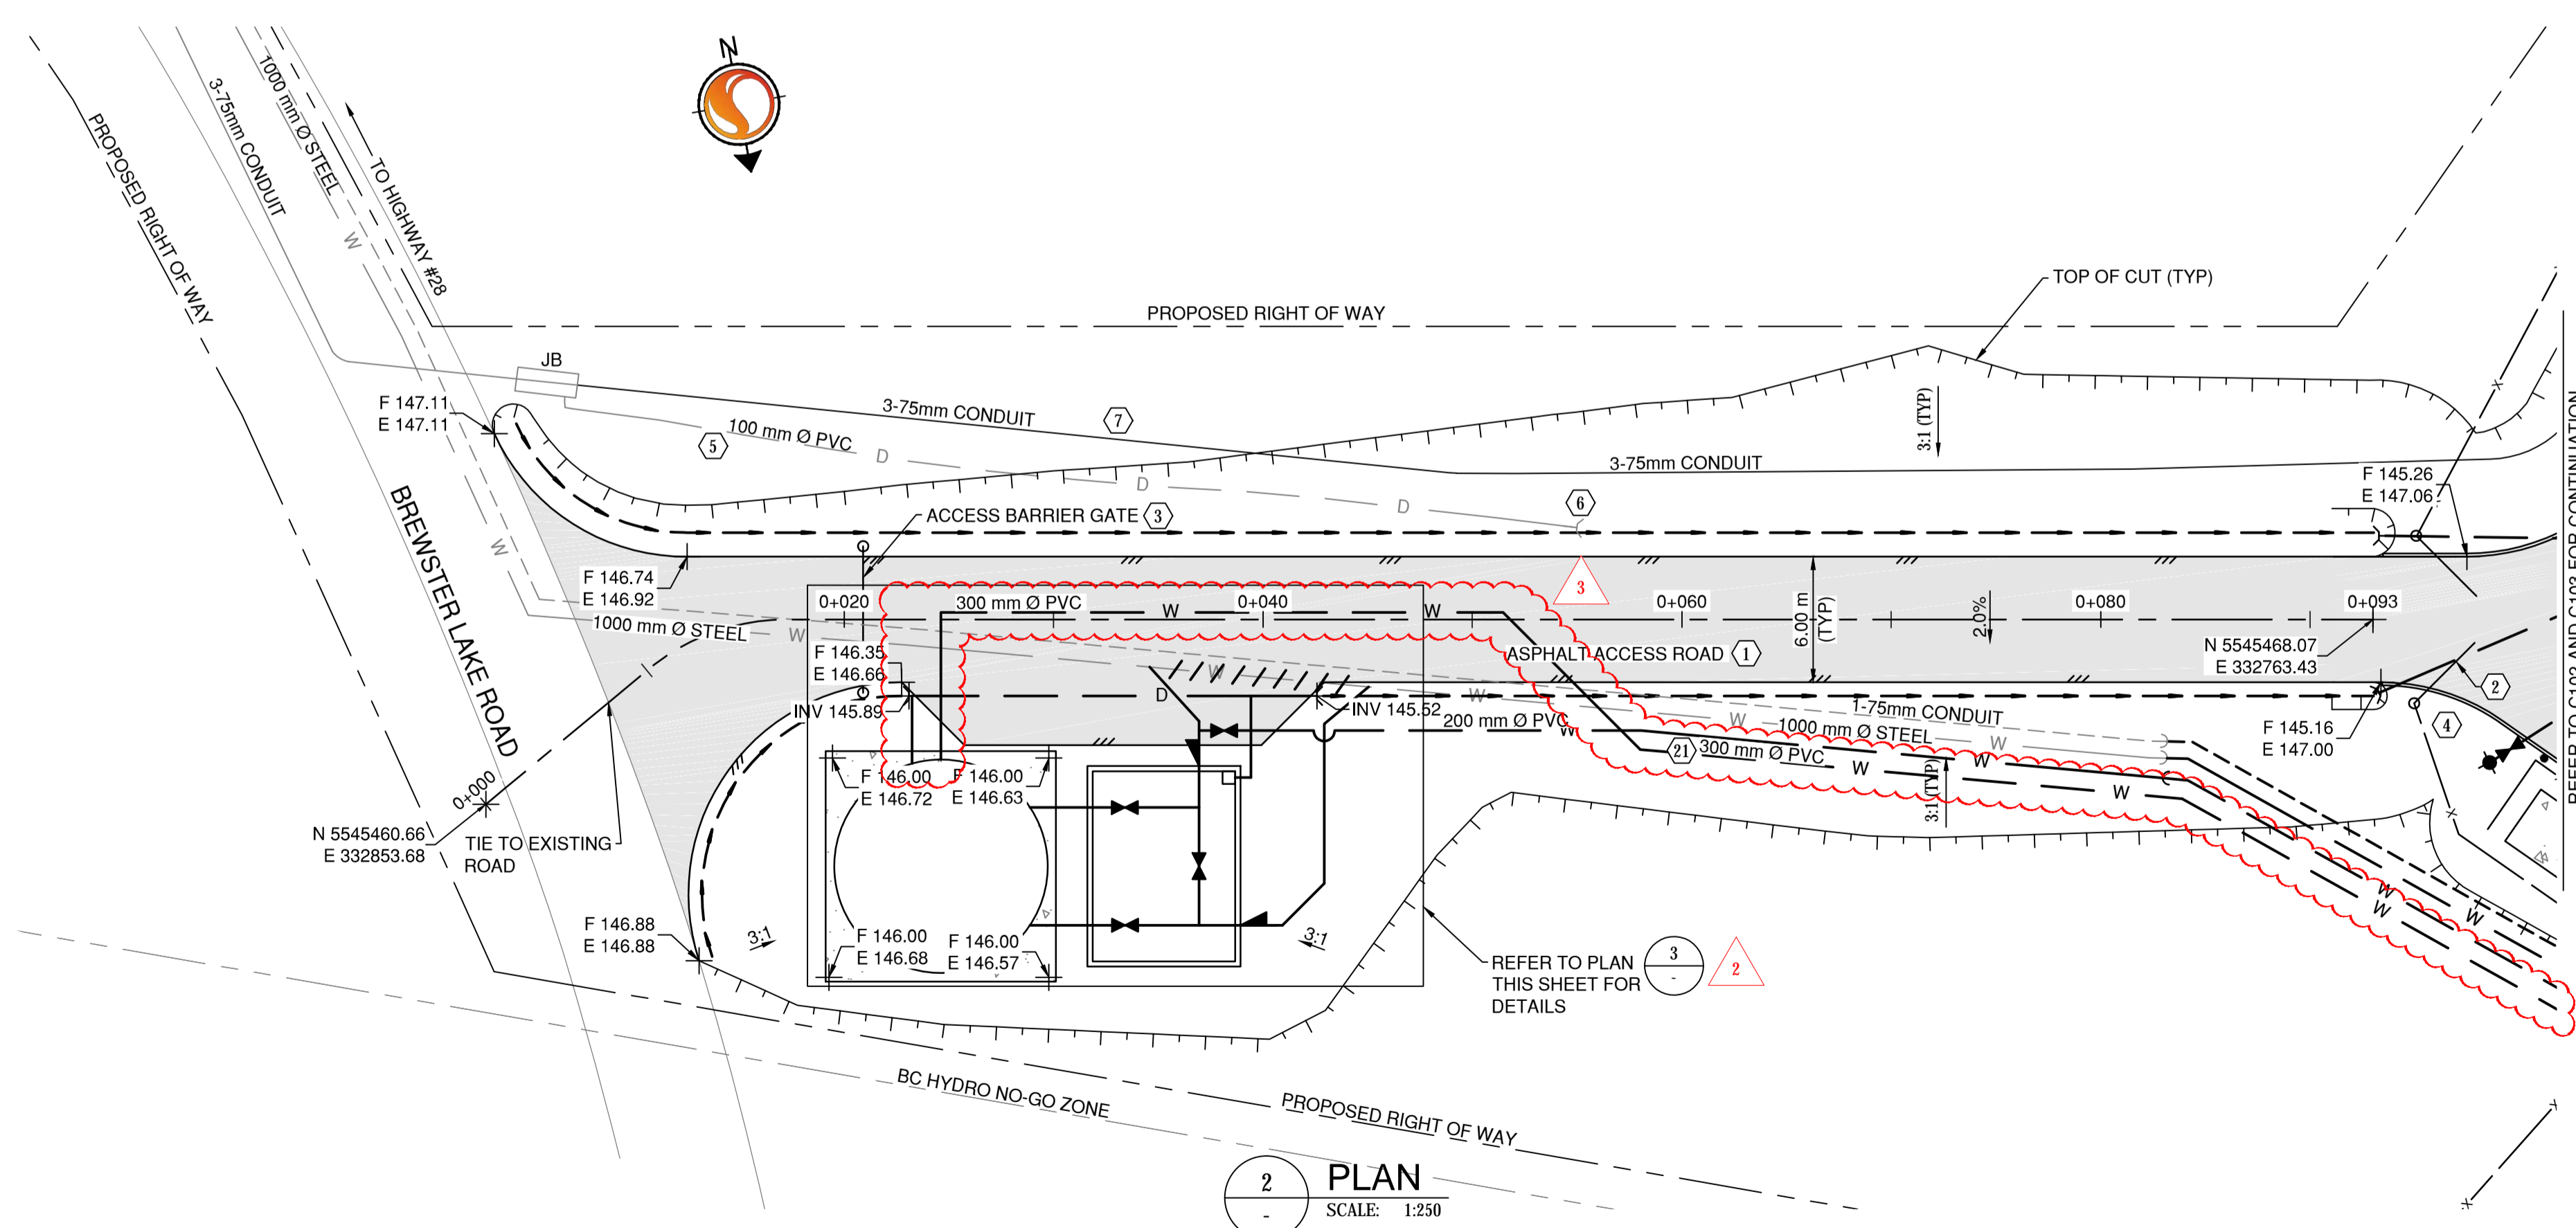 N
PROPOSED RIGHT OF WAY
3-75mm CONDUIT
1000 mm Ø STEEL
W
TO HIGHWAY #28
W
BREWSTER LAKE ROAD
PROPOSED RIGHT OF WAY
TOP OF CUT (TYP)
JB
F 147.11
E 147.11
3-75mm CONDUIT
7
100 mm Ø PVC
5
D
D
D
3-75mm CONDUIT
3:1 (TYP)
6
F 145.26
E 147.06
ACCESS BARRIER GATE 3
F 146.74
E 146.92
3
0+020
300 mm Ø PVC
W
0+040
W
0+060
6.00 m
(TYP)
2.0%
0+080
0+093
1000 mm Ø STEEL
W
F 146.35
E 146.66
W
ASPHALT ACCESS ROAD 1
N 5545468.07
E 332763.43
2
INV 145.89
D
INV 145.52
W
200 mm Ø PVC
W
1-75mm CONDUIT
W
1000 mm Ø STEEL
W
21
300 mm Ø PVC
W
W
W
3:1 (TYP)
F 145.16
E 147.00
4
0+000
N 5545460.66
E 332853.68
TIE TO EXISTING
ROAD
F 146.00
E 146.72
F 146.00
E 146.63
F 146.88
E 146.88
3:1
F 146.00
E 146.68
F 146.00
E 146.57
3:1
REFER TO PLAN
THIS SHEET FOR
DETAILS
3
-
2
W
W
W
REFER TO C102 AND C103 FOR CONTINUATION
BC HYDRO NO-GO ZONE
PROPOSED RIGHT OF WAY
2
-
PLAN
SCALE: 1:250